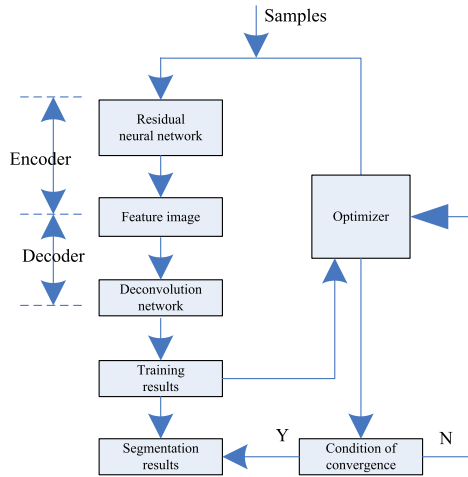 Samples
Residual
neural network
Encoder
Feature image
Optimizer
Decoder
Deconvolution
network
Training
results
Y
N
Segmentation
results
Condition of
convergence